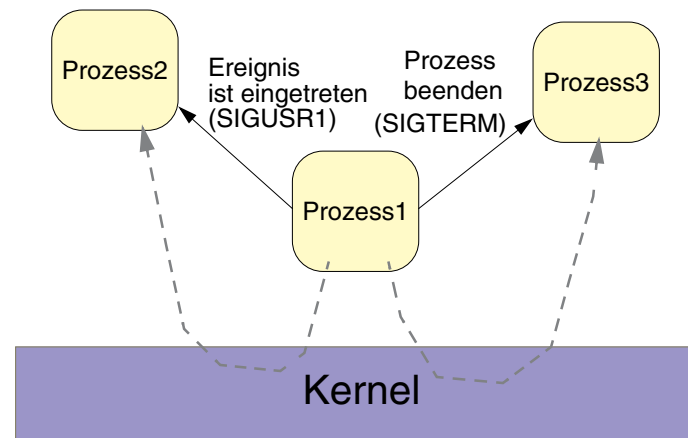 Prozess2
Ereignis
ist eingetreten
(SIGUSR1)
Prozess
beenden
(SIGTERM)
Prozess3
Prozess1
Kernel